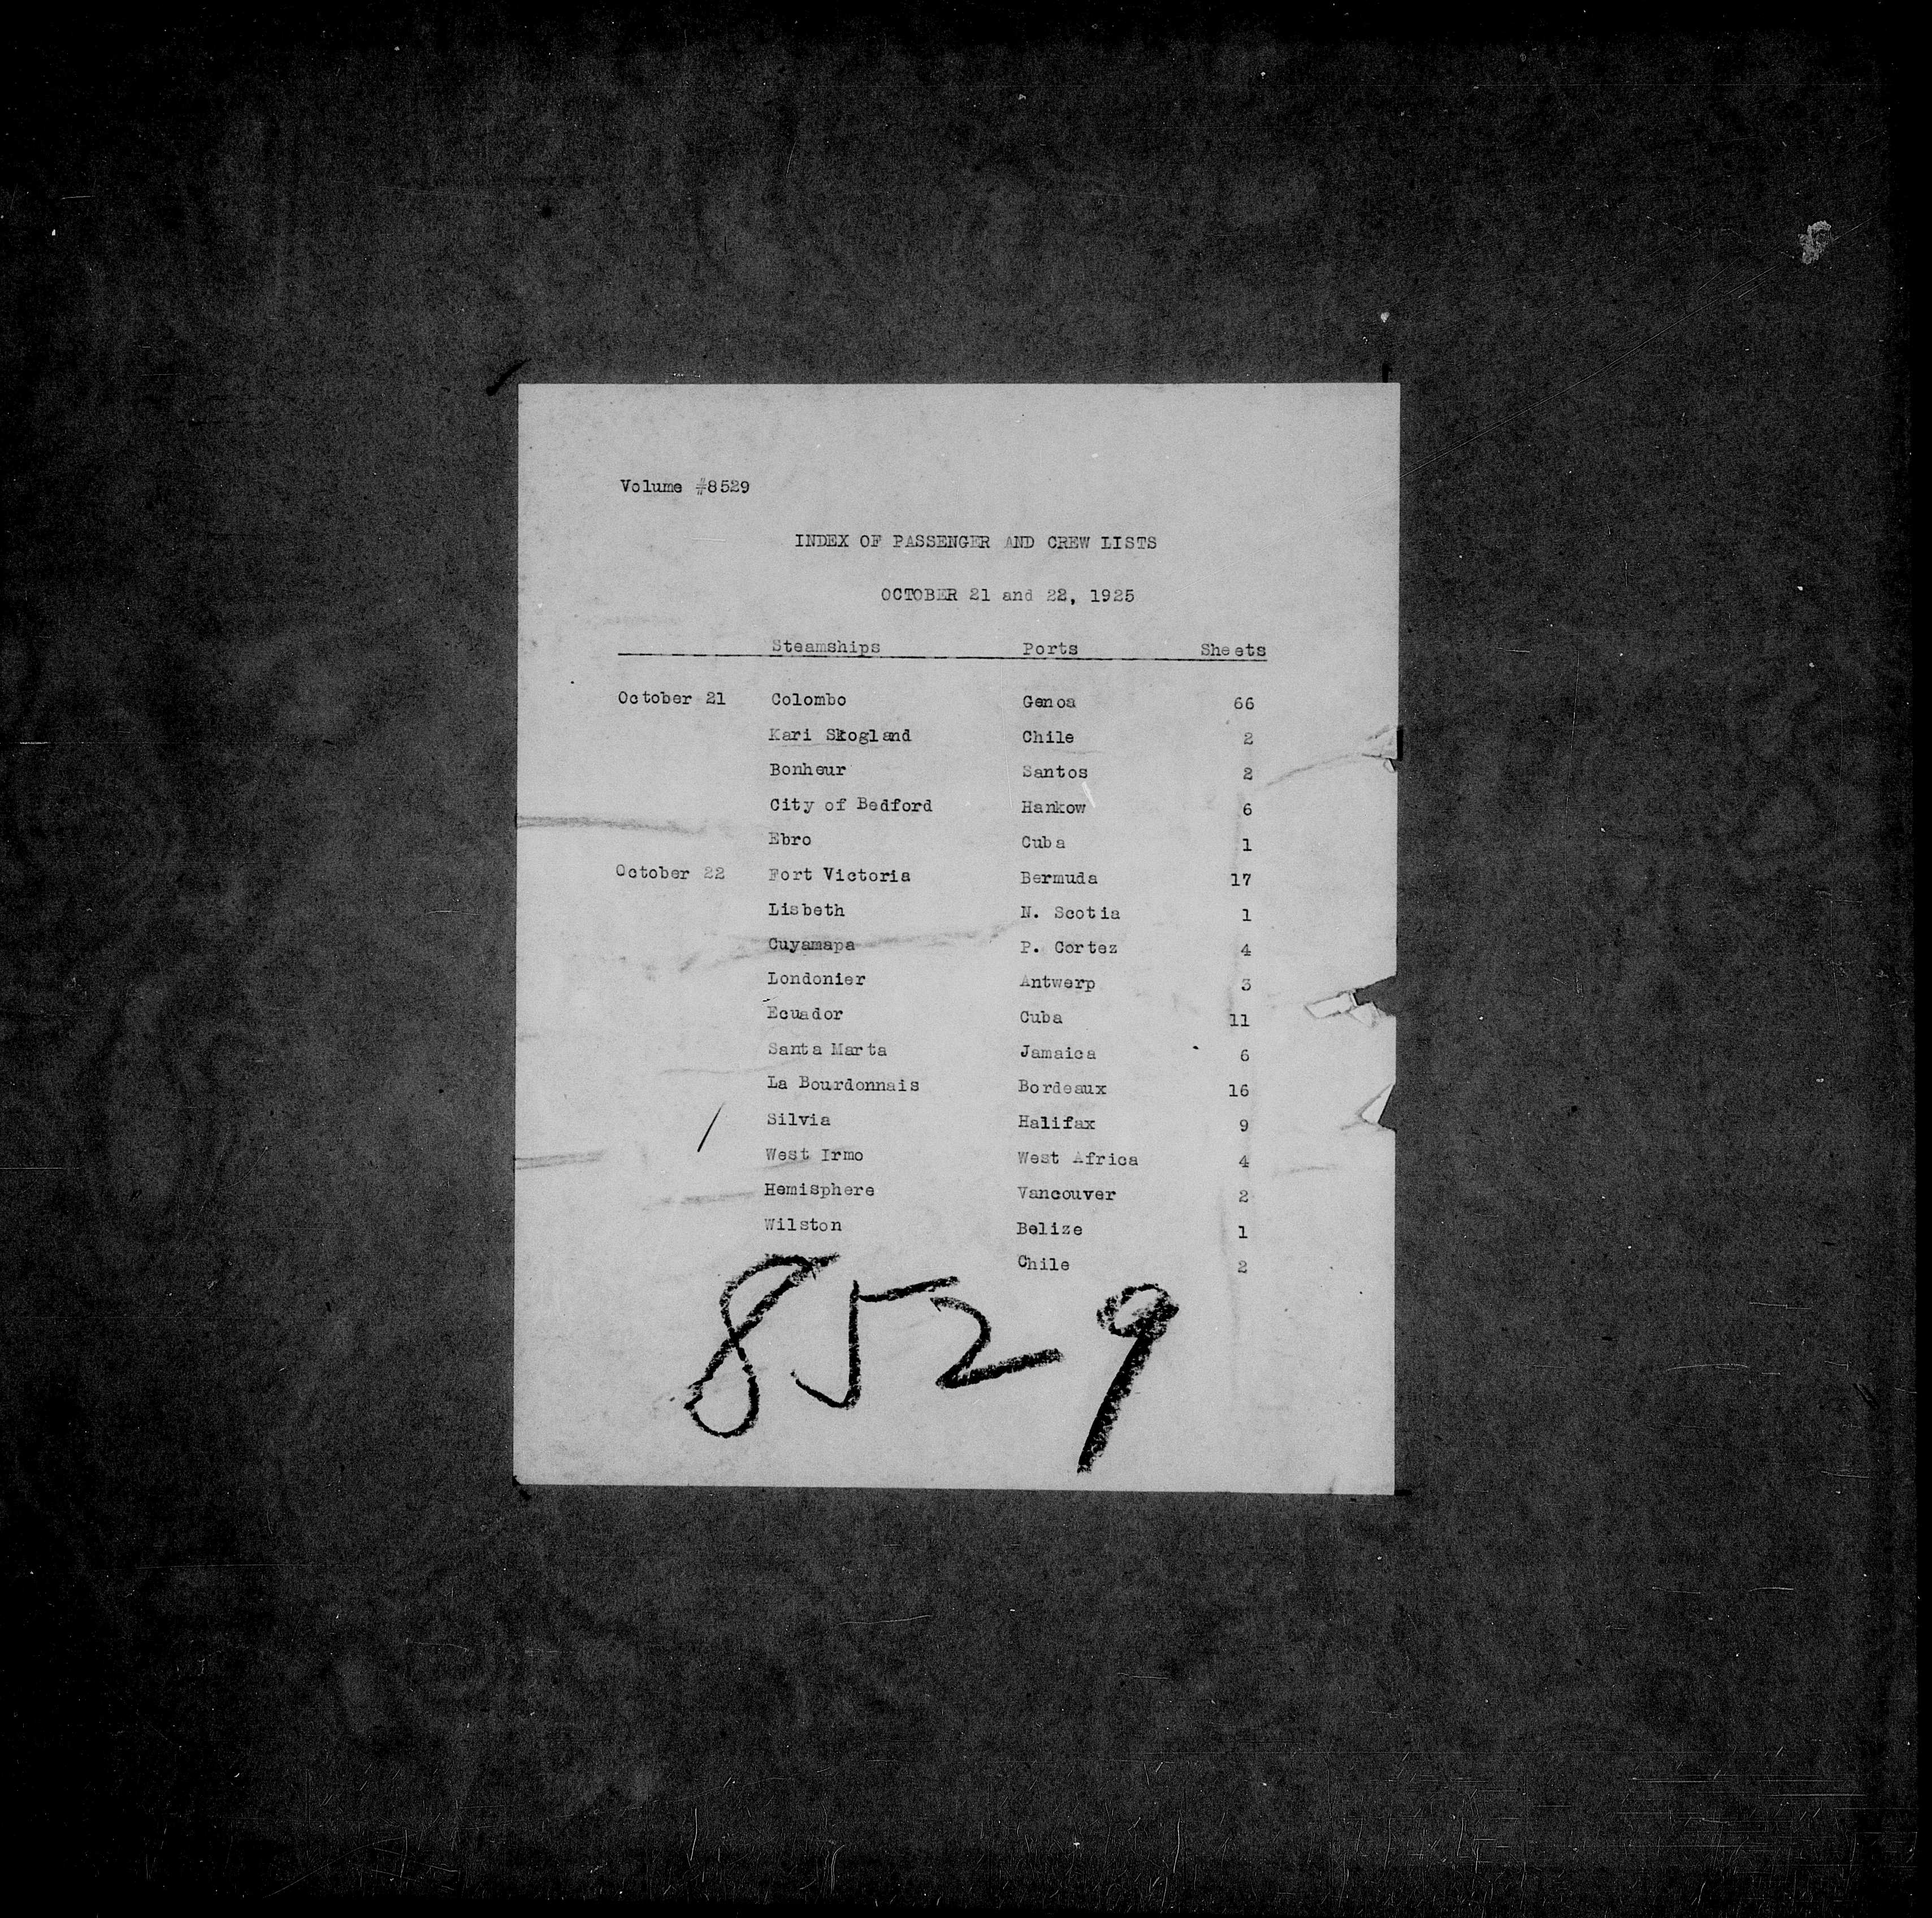 Volume #8529
INDEX OF PASSENGER AND CREW LISTS
OCTOBER 21 and 22, 1925
Steamships Ports Sheets
October 21 Colombo Genoa 66
Kari Skogland Chile 2
Bonheur Santos 2
City of Bedford Hankow 6
Ebro Cuba 1
October 22 Fort Victoria Bermuda 17
Lisbeth N. Scotia 1
Cuyamapa P. Cortez 4
Londonier Antwerp 3
Ecuador Cuba 11
Santa Marta Jamaica 6
La Bourdonnais Bordeaux 16
Silvia Halifax 9
West Irmo West Africa 4
Hemisphere Vancouver 2
Wilston Belize 1
Chile 2
8529